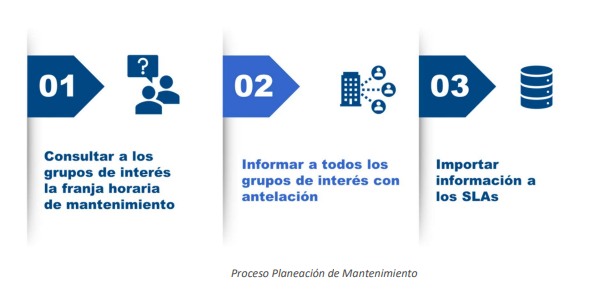 01
?
Consultar a los
grupos de interés
la franja horaria
de mantenimiento
02
Informar a todos los
grupos de interés con
antelación
03
Importar
información a
los SLAs
Proceso Planeación de Mantenimiento